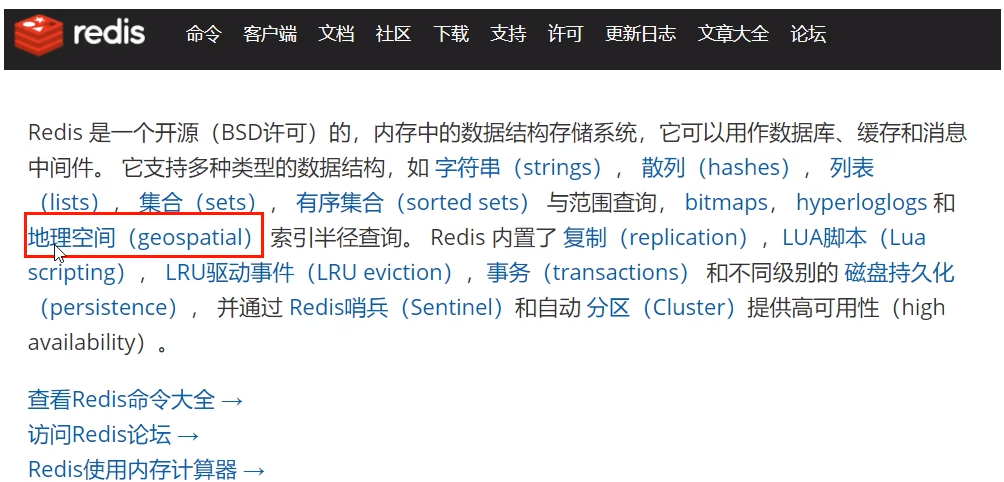 redis 命令 客户端 文档 社区 下载 支持 许可 更新日志 文章大全 论坛
Redis 是一个开源（BSD许可）的，内存中的数据结构存储系统，它可以用作数据库、缓存和消息
中间件。 它支持多种类型的数据结构，如 字符串（strings）， 散列（hashes）， 列表
（lists）， 集合（sets）， 有序集合（sorted sets） 与范围查询， bitmaps， hyperloglogs 和
地理空间（geospatial） 索引半径查询。 Redis 内置了 复制（replication），LUA脚本（Lua
scripting）， LRU驱动事件（LRU eviction），事务（transactions） 和不同级别的 磁盘持久化
（persistence）， 并通过 Redis哨兵（Sentinel）和自动 分区（Cluster）提供高可用性（high
availability）。
查看Redis命令大全 →
访问Redis论坛 →
Redis使用内存计算器 →